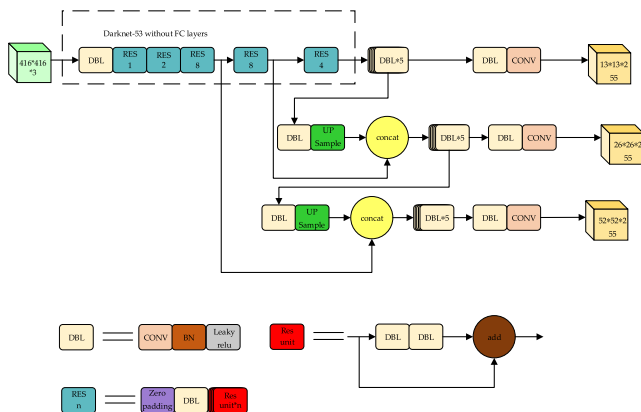 Darknet-53 without FC layers
416*416
*3
DBL
RES
1
RES
2
RES
8
RES
8
RES
4
DBL*5
DBL
CONV
13*13*2
55
DBL
UP
Sample
concat
DBL*5
DBL
CONV
26*26*2
55
DBL
UP
Sample
concat
DBL*5
DBL
CONV
52*52*2
55
DBL
CONV
BN
Leaky
relu
Res
unit
DBL
DBL
add
RES
n
Zero
padding
DBL
Res
unit*n